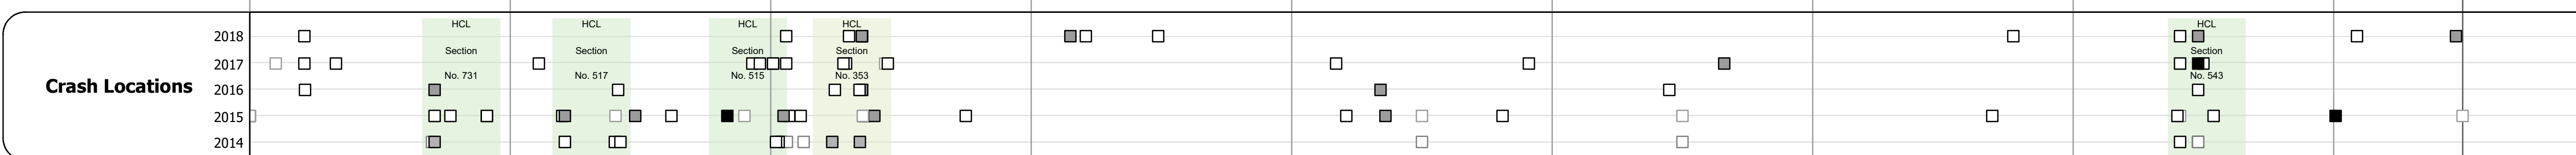 HCL HCL HCL HCL HCL
2018
Section Section Section Section Section
2017
No. 731 No. 517 No. 515 No. 353 No. 543
Crash Locations
2016
2015
2014